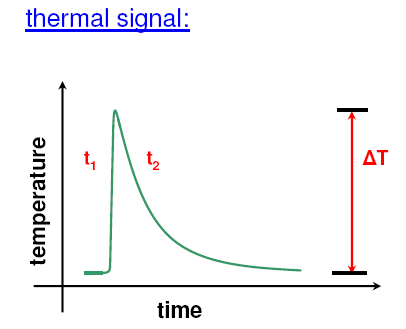 thermal signal:
temperature
t1
t2
ΔT
time